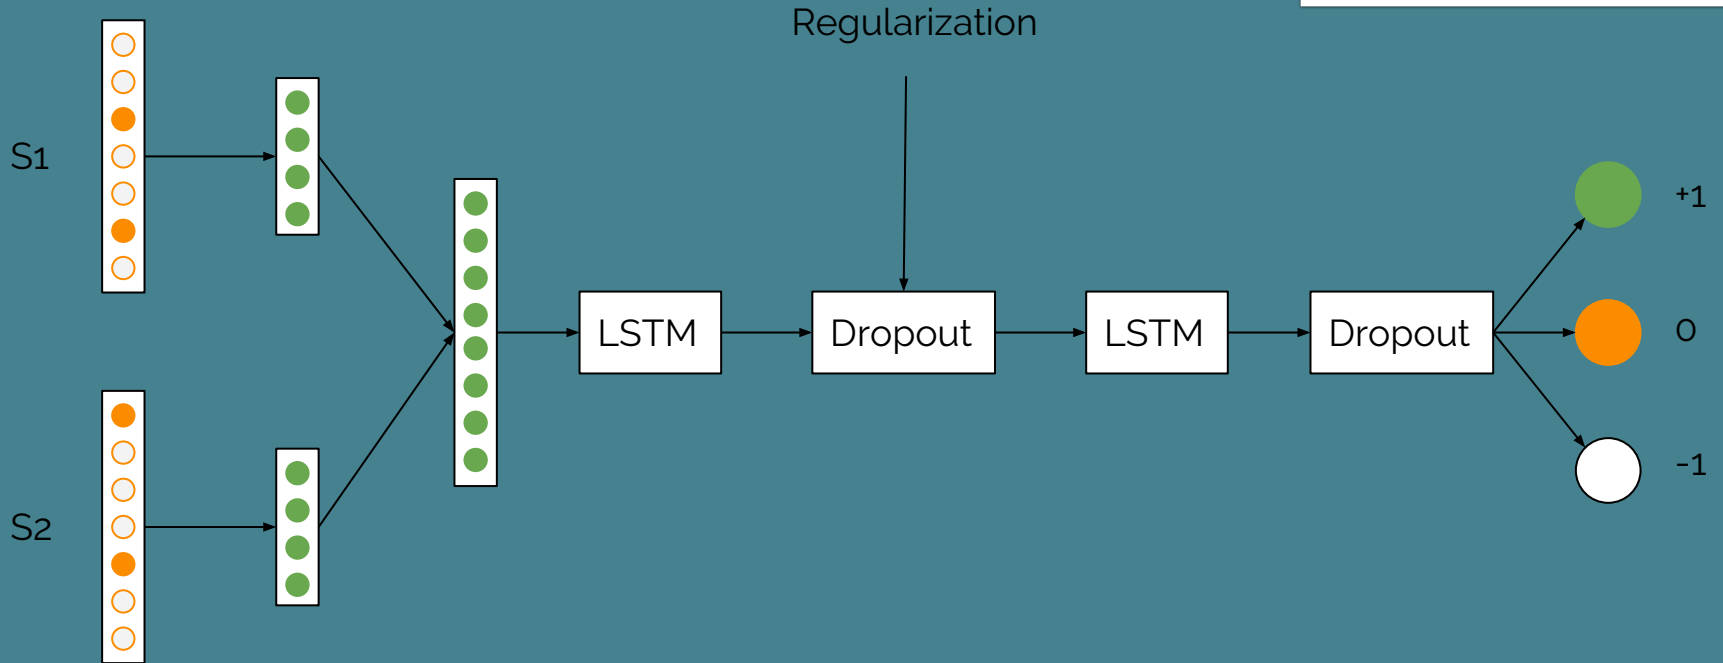 Regularization
S1
S2
LSTM
Dropout
LSTM
Dropout
+1
0
-1